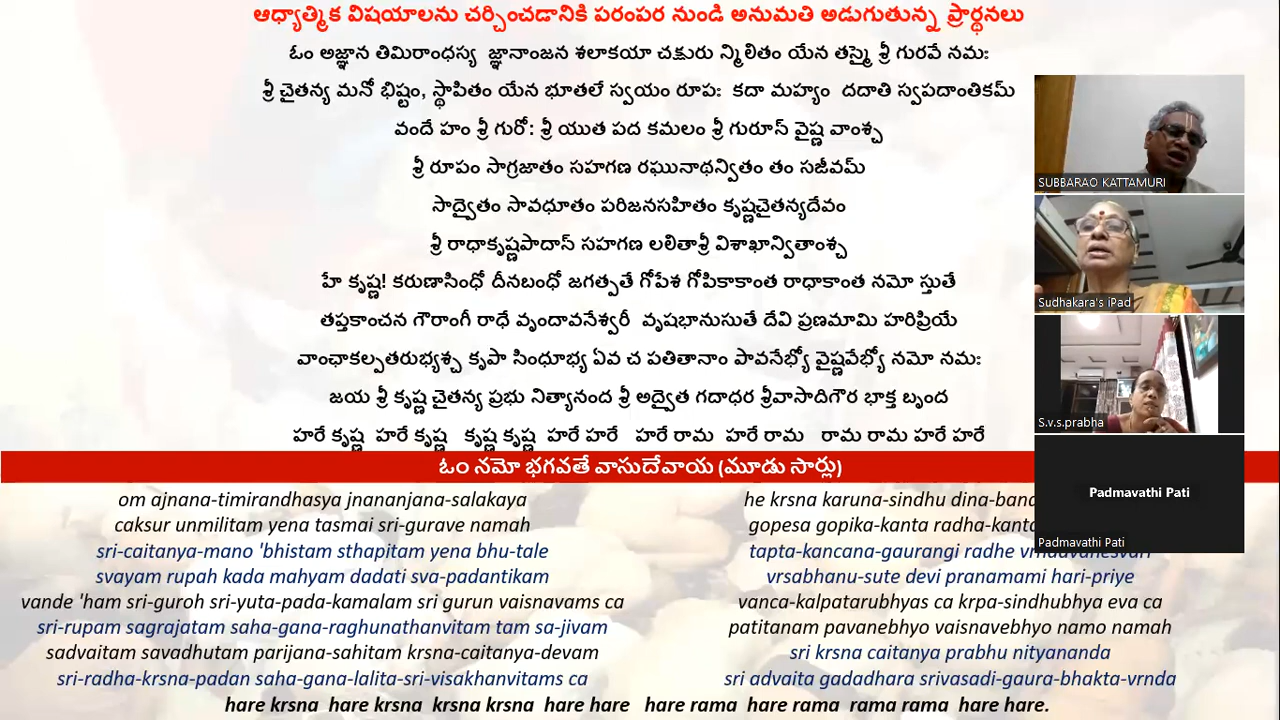 ఆధ్యాత్మిక విషయాలను చర్చించడానికి పరంపర నుండి అనుమతి అడుగుతున్న ప్రార్థనలు
ఓం అజ్ఞాన తిమిరాంధస్య జ్ఞానాంజన శలాకయా చక్షురు న్మిలితం యేన తస్మై శ్రీ గురవే నమః
శ్రీ చైతన్య మనో భిష్టం, స్థాపితం యేన భూతలే స్వయం రూపః కదా మహ్యం దదాతి స్వపదాంతికమ్
వందే హం శ్రీ గురో: శ్రీ యుత పద కమలం శ్రీ గురూస్ వైష్ణ వాంశ్చ
శ్రీ రూపం సాగ్రజాతం సహగణ రఘునాథన్వితం తం సజీవమ్
సాద్వైతం సావధూతం పరిజనసహితం కృష్ణచైతన్యదేవం
శ్రీ రాధాకృష్ణపాదాస్ సహగణ లలితాశ్రీ విశాఖాన్వితాంశ్చ
హే కృష్ణ! కరుణాసింధో దీనబంధో జగత్పతే గోపేశ గోపికాకాంత రాధాకాంత నమో స్తుతే
తప్తకాంచన గౌరాంగీ రాధే వృందావనేశ్వరీ వృషభానుసుతే దేవి ప్రణమామి హరిప్రియే
వాంఛాకల్పతరుభ్యశ్చ కృపా సింధూభ్య ఏవ చ పతితానాం పావనేభ్యో వైష్ణవేభ్యో నమో నమః
జయ శ్రీ కృష్ణ చైతన్య ప్రభు నిత్యానంద శ్రీ అద్వైత గదాధర శ్రీవాసాదిగౌర భాక్త బృంద
హరే కృష్ణ హరే కృష్ణ కృష్ణ కృష్ణ హరే హరే హరే రామ హరే రామ రామ రామ హరే హరే
ఓం నమో భగవతే వాసుదేవాయ (మూడు సార్లు)
om ajnana-timirandhasya jnananjana-salakaya
caksur unmilitam yena tasmai sri-gurave namah
sri-caitanya-mano 'bhistam sthapitam yena bhu-tale
svayam rupah kada mahyam dadati sva-padantikam
vande 'ham sri-guroh sri-yuta-pada-kamalam sri gurun vaisnavams ca
sri-rupam sagrajatam saha-gana-raghunathanvitam tam sa-jivam
sadvaitam savadhutam parijana-sahitam krsna-caitanya-devam
sri-radha-krsna-padan saha-gana-lalita-sri-visakhanvitams ca
he krsna karuna-sindhu
gopesa gopika-kanta
tapta-kancana-gaurangi radhe
vrsabhanu-sute devi pranamami hari-priye
vanca-kalpatarubhyas ca krpa-sindhubhya eva ca
patitanam pavanebhyo vaisnavebhyo namo namah
sri krsna caitanya prabhu nityananda
sri advaita gadadhara srivasadi-gaura-bhakta-vrnda
hare krsna hare krsna krsna krsna hare hare hare rama hare rama rama rama hare hare.
SUBBARAO KATTAMURI
Sudhakara's iPad
S.v.s.prabha
Padmavathi Pati
Padmavathi Pati